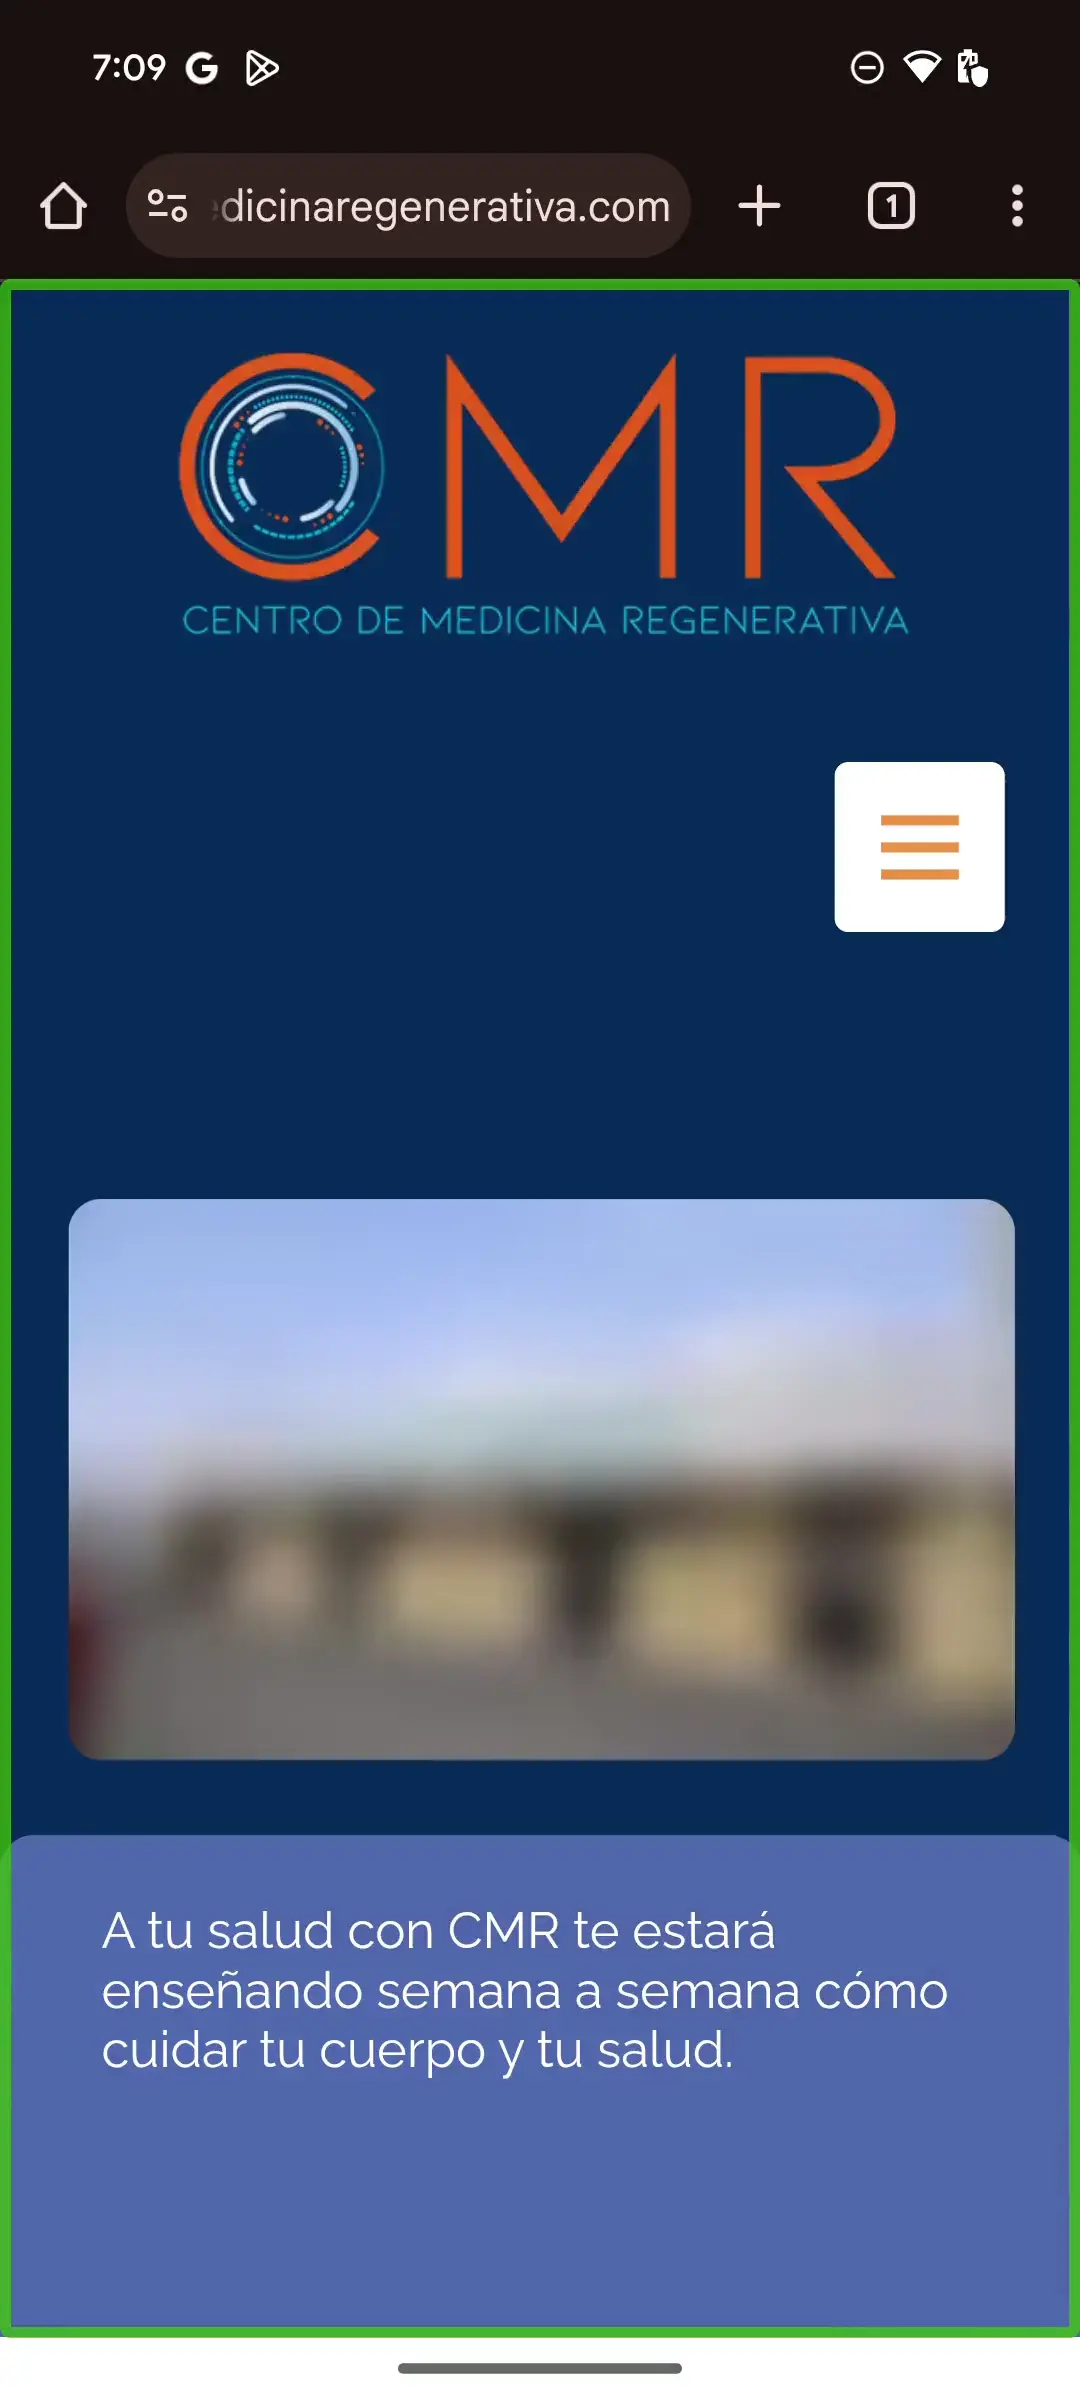 7:09
dicinaregenerativa.com
1
CMR
CENTRO DE MEDICINA REGENERATIVA
A tu salud con CMR te estará
enseñando semana a semana cómo
cuidar tu cuerpo y tu salud.